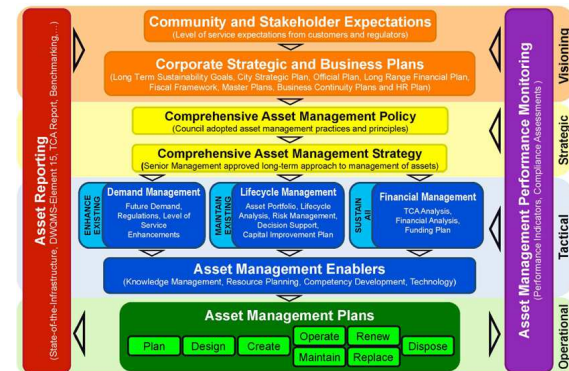 Community and Stakeholder Expectations
(Level of service expectations from customers and regulators)
Corporate Strategic and Business Plans
(Long Term Sustainability Goals, City Strategic Plan, Official Plan, Long Range Financial Plan,
Fiscal Framework, Master Plans, Business Continuity Plans and HR Plan)
Comprehensive Asset Management Policy
(Council adopted asset management practices and principles)
Comprehensive Asset Management Strategy
(Senior Management approved long-term approach to management of assets)
ENHANCE EXISTING
Demand Management
Future Demand,
Regulations, Level of
Service
Enhancements
MAINTAIN EXISTING
Lifecycle Management
Asset Portfolio, Lifecycle
Analysis, Risk Management,
Decision Support,
Capital Improvement Plan
SUSTAIN All
Financial Management
TCA Analysis,
Financial Analysis,
Funding Plan
Asset Management Enablers
(Knowledge Management, Resource Planning, Competency Development, Technology)
Asset Management Plans
Plan
Design
Create
Operate
Maintain
Renew
Replace
Dispose
Asset Reporting
(State-of-the-Infrastructure, DWQMS-Element 15, TCA Report, Benchmarking,...)
Asset Management Performance Monitoring
(Performance Indicators, Compliance Assessments )
Visioning
Strategic
Tactical
Operational